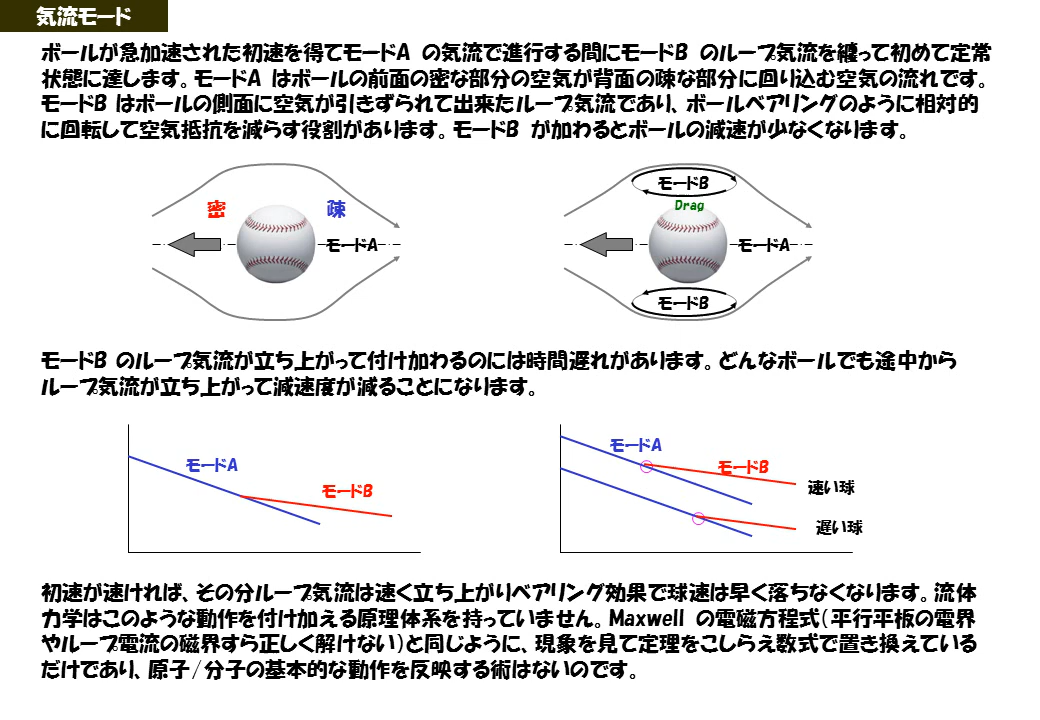 気流モード
ボールが急加速された初速を得てモードA の気流で進行する間にモードB のループ気流を纏って初めて定常
状態に達します。モードA はボールの前面の密な部分の空気が背面の疎な部分に回り込む空気の流れです。
モードB はボールの側面に空気が引きずられて出来たループ気流であり、ボールベアリングのように相対的
に回転して空気抵抗を減らす役割があります。モードB が加わるとボールの減速が少なくなります。
密
疎
モードA
モードB
Drag
モードA
モードB
モードB のループ気流が立ち上がって付け加わるのには時間遅れがあります。どんなボールでも途中から
ループ気流が立ち上がって減速度が減ることになります。
モードA
モードB
モードA
モードB
速い球
遅い球
初速が速ければ、その分ループ気流は速く立ち上がりベアリング効果で球速は早く落ちなくなります。流体
力学はこのような動作を付け加える原理体系を持っていません。Maxwell の電磁方程式(平行平板の電界
やループ電流の磁界すら正しく解けない)と同じように、現象を見て定理をこしらえ数式で置き換えている
だけであり、原子/分子の基本的な動作を反映する術はないのです。